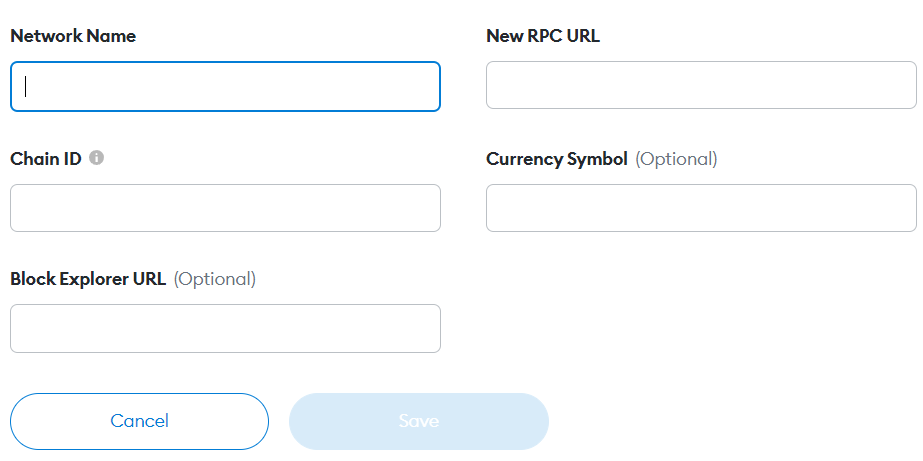 Network Name
New RPC URL
Chain ID
Currency Symbol (Optional)
Block Explorer URL (Optional)
Cancel
Save